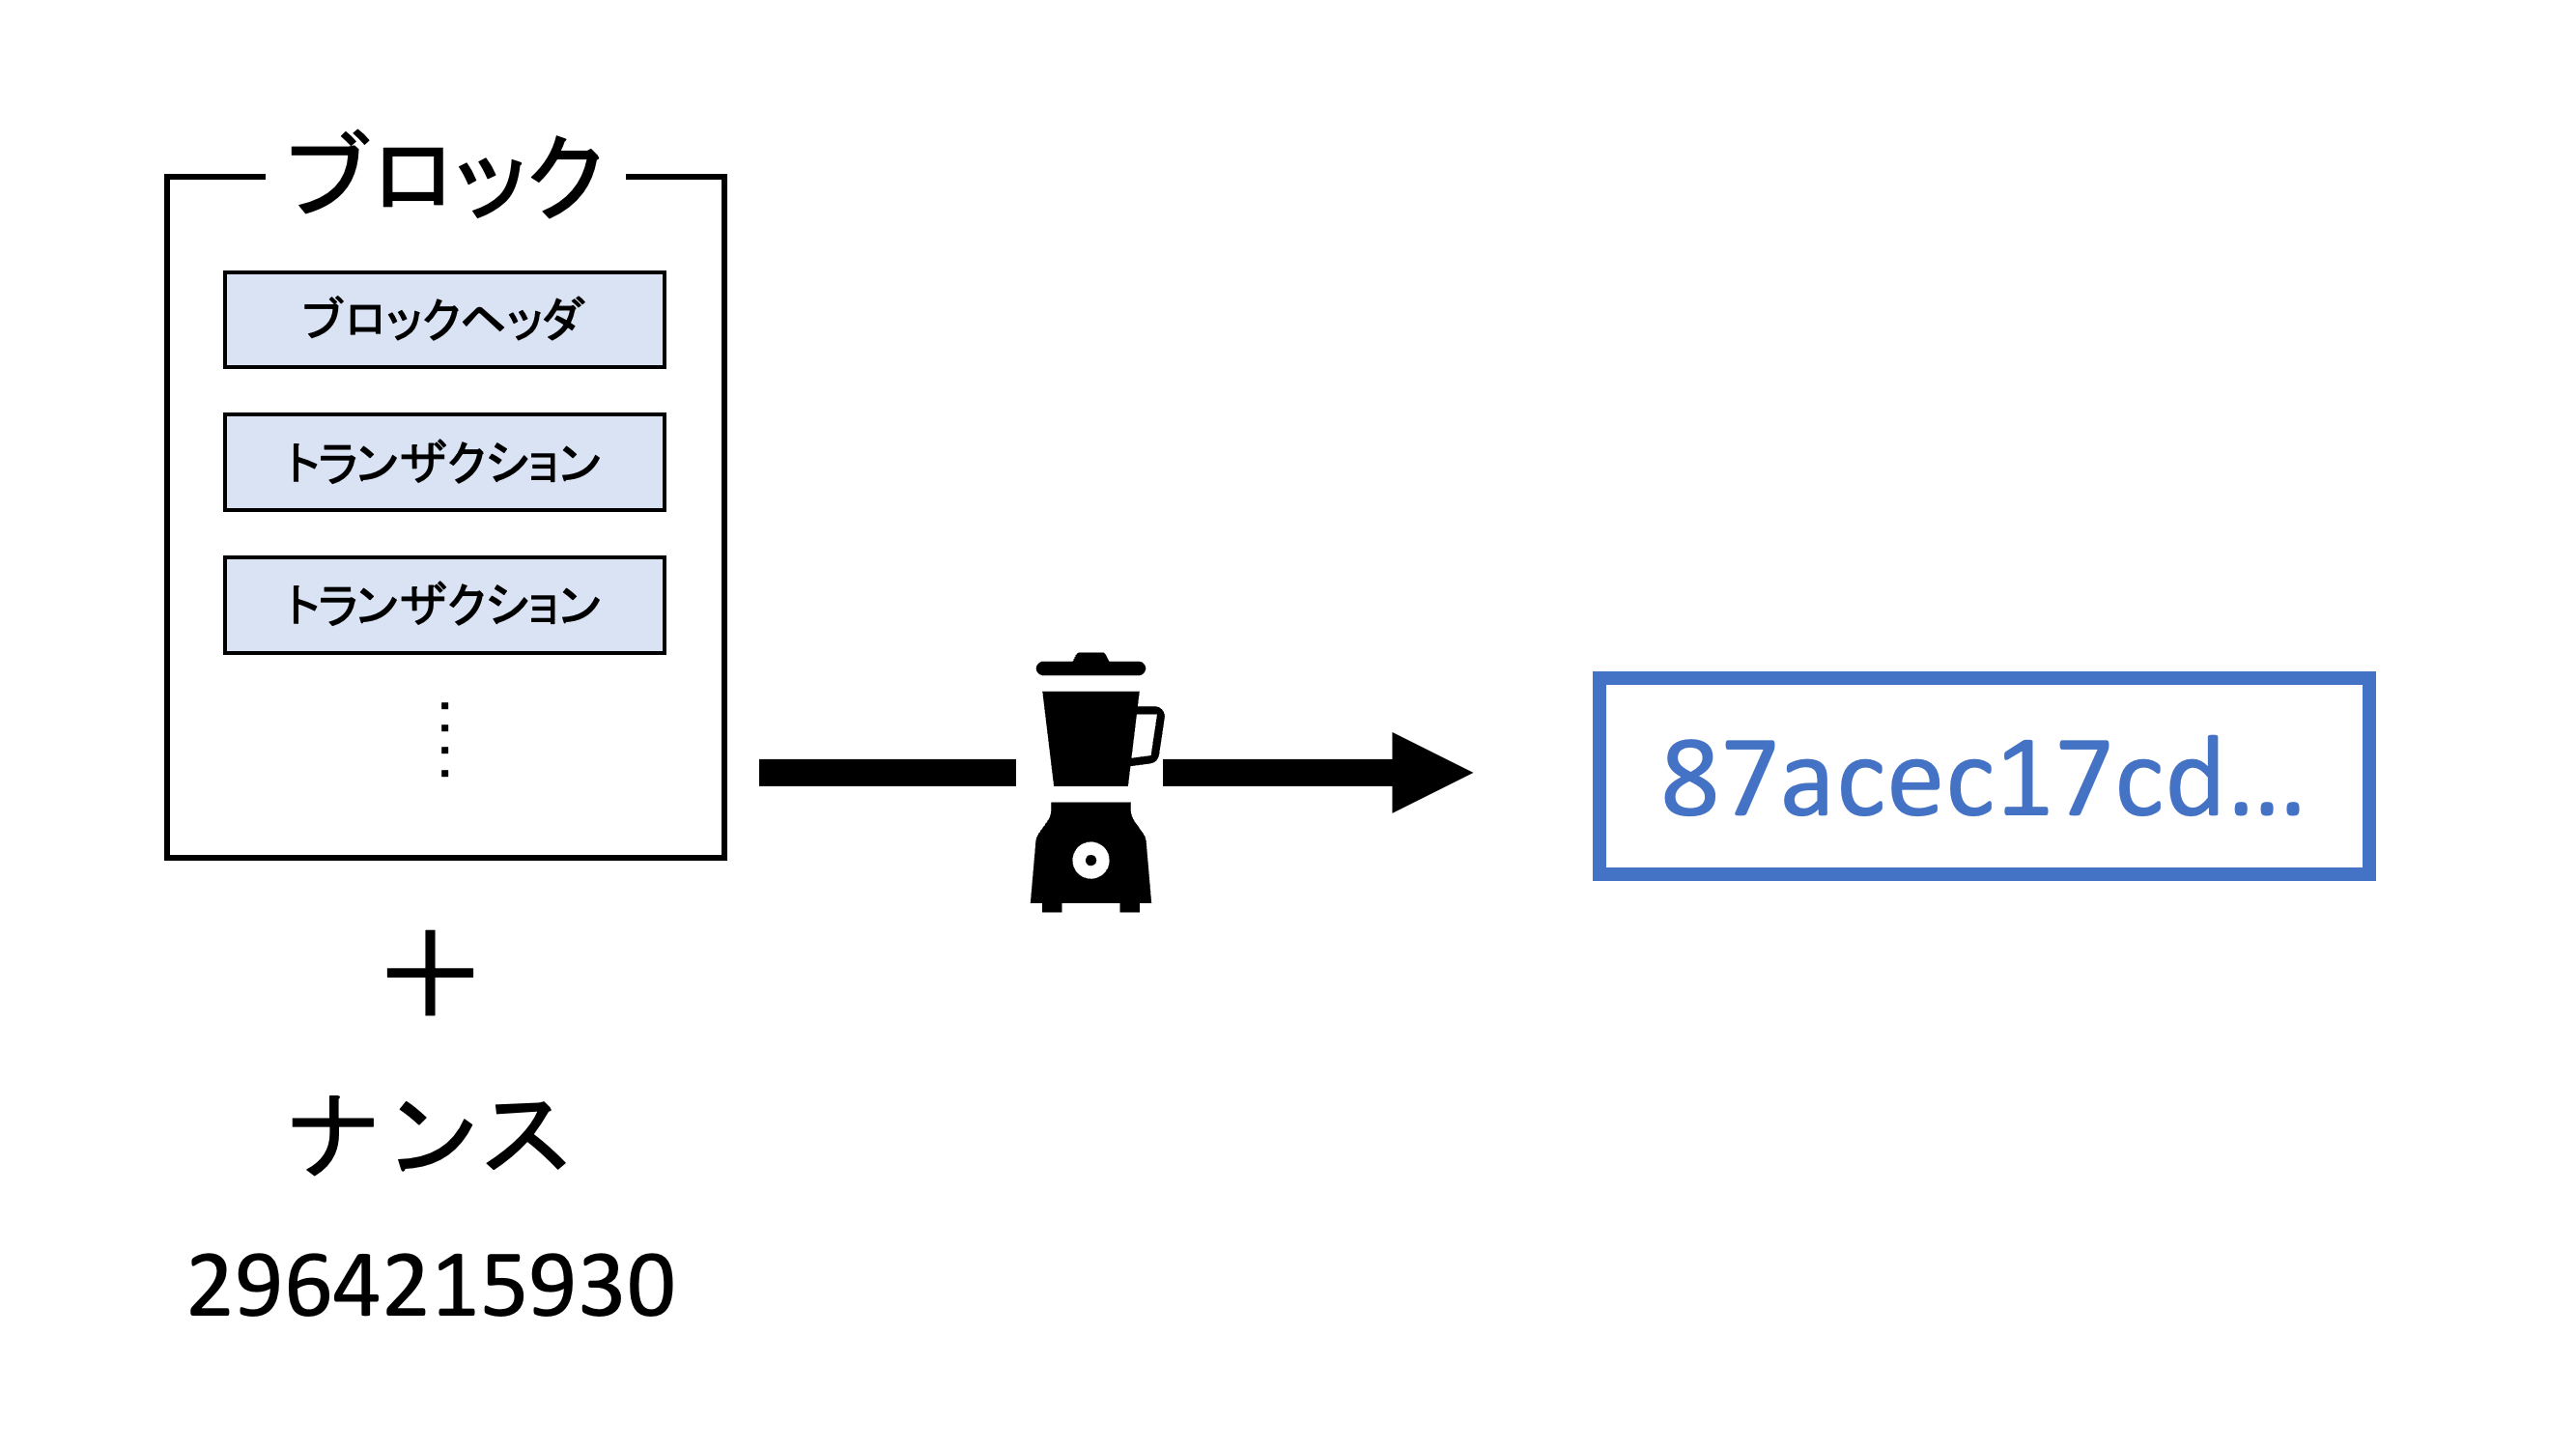 ブロック
ブロックヘッダ
トランザクション
トランザクション
⋮
+
ナンス
2964215930
87acec17cd...